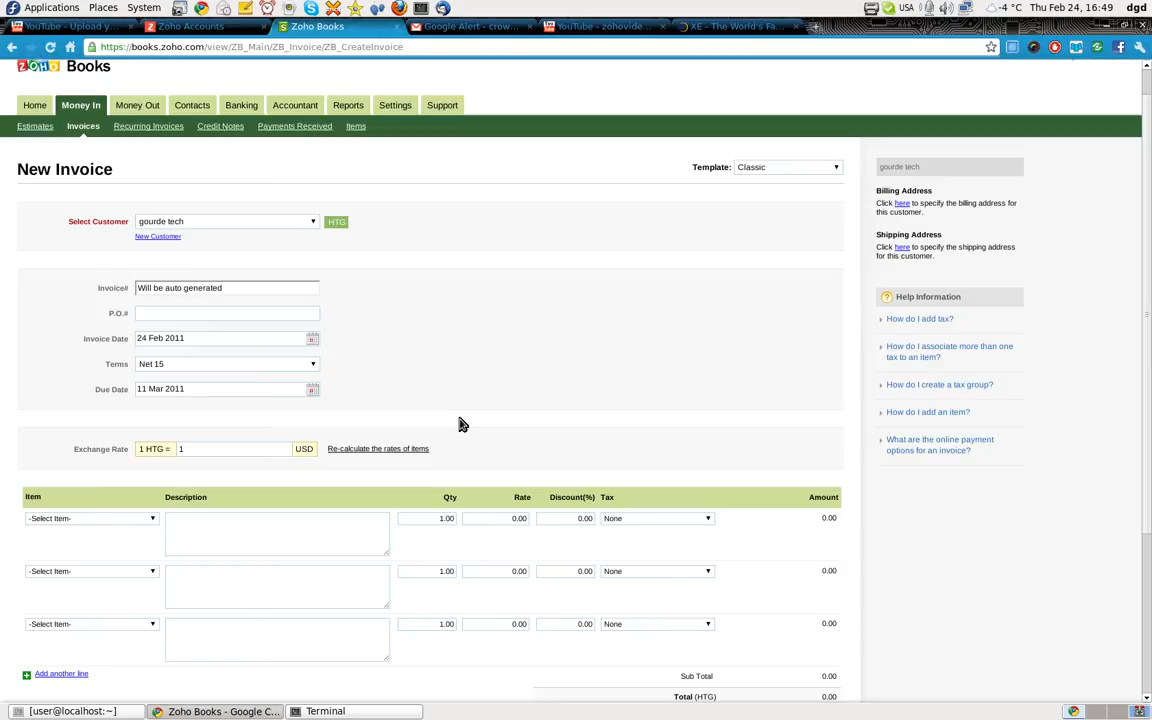 Applications Places System
USA -4 °C Thu Feb 24, 16:49 dgd
YouTube - Upload y...
Zoho Accounts
Zoho Books
Google Alert - crow...
YouTube - zohovide...
XE - The World's Fa...
https://books.zoho.com/view/ZB_Main/ZB_Invoice/ZB_CreateInvoice
ZOHO Books
Home Money In Money Out Contacts Banking Accountant Reports Settings Support
Estimates Invoices Recurring Invoices Credit Notes Payments Received Items
New Invoice
Template: Classic
Select Customer gourde tech HTG
New Customer
Invoice# Will be auto generated
P.O.#
Invoice Date 24 Feb 2011
Terms Net 15
Due Date 11 Mar 2011
Exchange Rate 1 HTG = 1 USD Re-calculate the rates of items
Item Description Qty Rate Discount(%) Tax Amount
-Select Item- 1.00 0.00 0.00 None 0.00
-Select Item- 1.00 0.00 0.00 None 0.00
-Select Item- 1.00 0.00 0.00 None 0.00
Add another line
Sub Total 0.00
Total (HTG) 0.00
gourde tech
Billing Address
Click here to specify the billing address for
this customer.
Shipping Address
Click here to specify the shipping address
for this customer.
Help Information
How do I add tax?
How do I associate more than one
tax to an item?
How do I create a tax group?
How do I add an item?
What are the online payment
options for an invoice?
[user@localhost:~]
Zoho Books - Google C...
Terminal